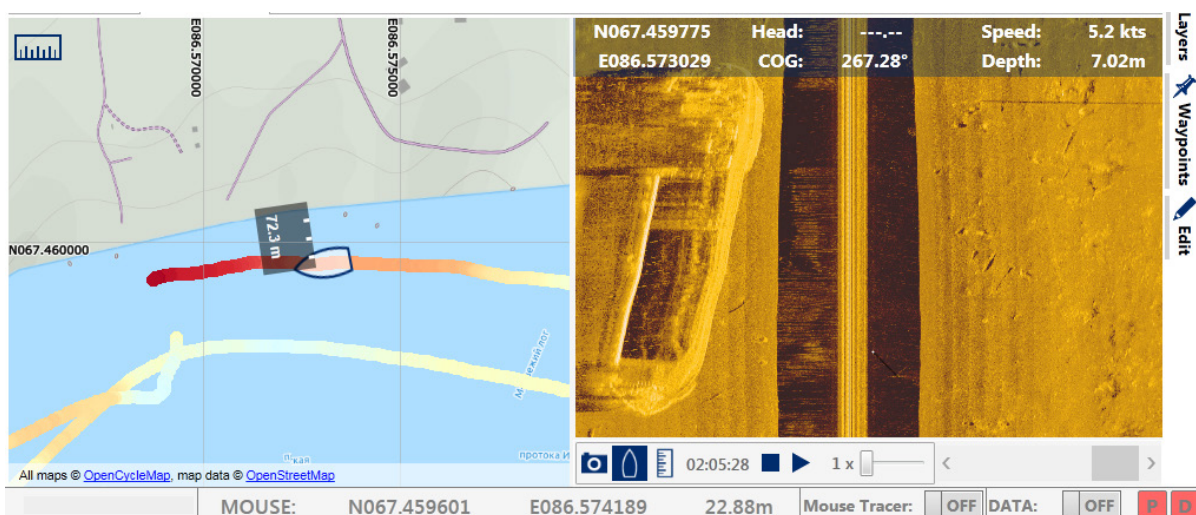 E086.570000
E086.575000
N067.460000
72.3 m
протока И
All maps © OpenCycleMap, map data © OpenStreetMap
N067.459775 Head: ---.-- Speed: 5.2 kts
E086.573029 COG: 267.28° Depth: 7.02m
Layers
Waypoints
Edit
02:05:28 1 x
MOUSE: N067.459601 E086.574189 22.88m Mouse Tracer: OFF DATA: OFF P D